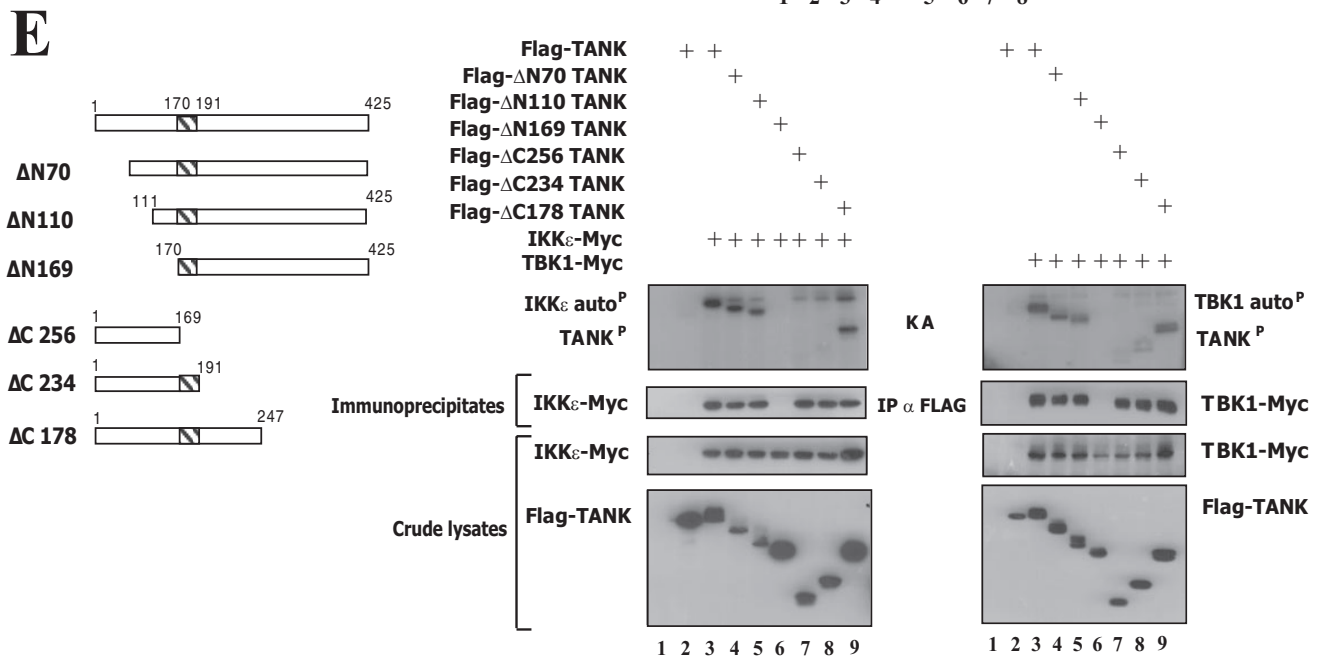 E
1 2 3 4 5 6 7 8
1 170 191 425
ΔN70
111 425
ΔN110
170 425
ΔN169
1 169
ΔC 256
1 191
ΔC 234
1 247
ΔC 178
Flag-TANK + + + +
Flag-ΔN70 TANK + +
Flag-ΔN110 TANK + +
Flag-ΔN169 TANK + +
Flag-ΔC256 TANK + +
Flag-ΔC234 TANK + +
Flag-ΔC178 TANK + +
IKKε-Myc + + + + + + +
TBK1-Myc + + + + + + +
IKKε auto P
TANK P
K A
TBK1 auto P
TANK P
Immunoprecipitates
IKKε-Myc
IP α FLAG
TBK1-Myc
Crude lysates
IKKε-Myc
TBK1-Myc
Flag-TANK
Flag-TANK
1 2 3 4 5 6 7 8 9
1 2 3 4 5 6 7 8 9